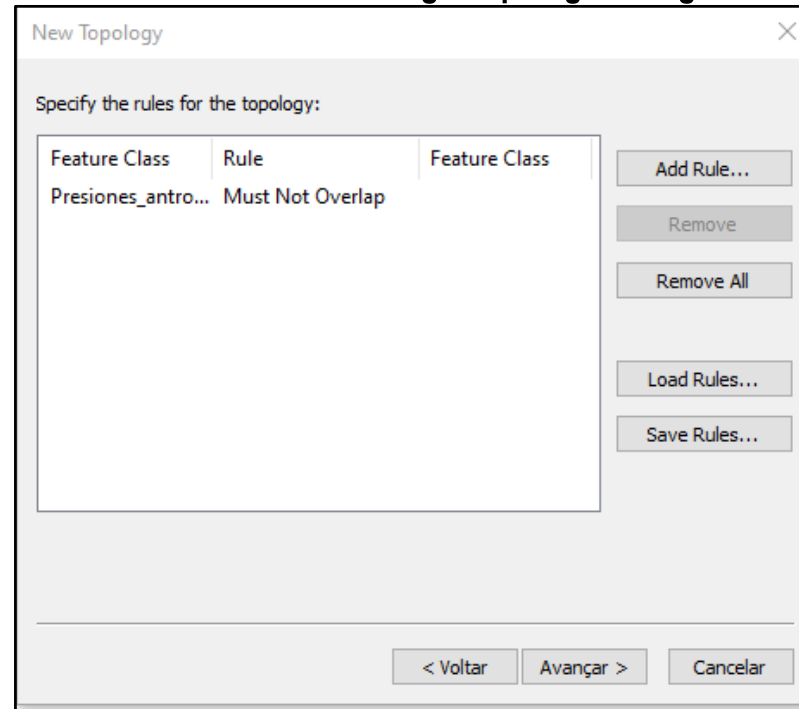 New Topology
Specify the rules for the topology:
Feature Class Rule Feature Class
Presiones_antro... Must Not Overlap
Add Rule...
Remove
Remove All
Load Rules...
Save Rules...
< Voltar Avançar > Cancelar